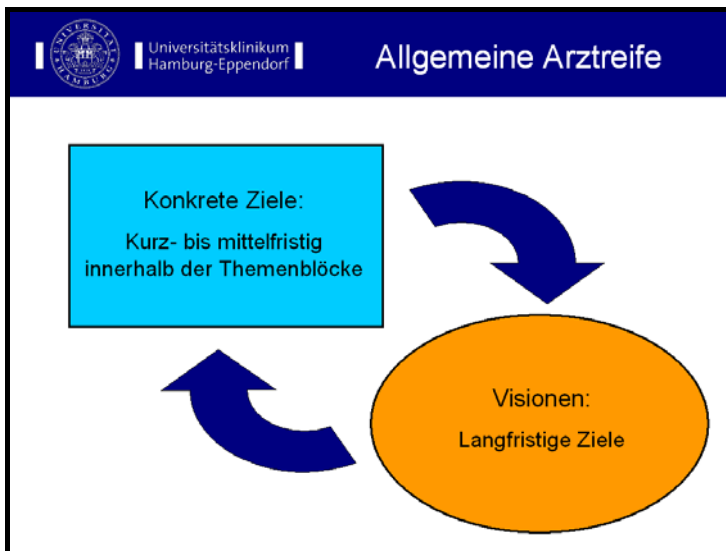 Universitätsklinikum
Hamburg-Eppendorf
Allgemeine Arztreife
Konkrete Ziele:
Kurz- bis mittelfristig
innerhalb der Themenblöcke
Visionen:
Langfristige Ziele